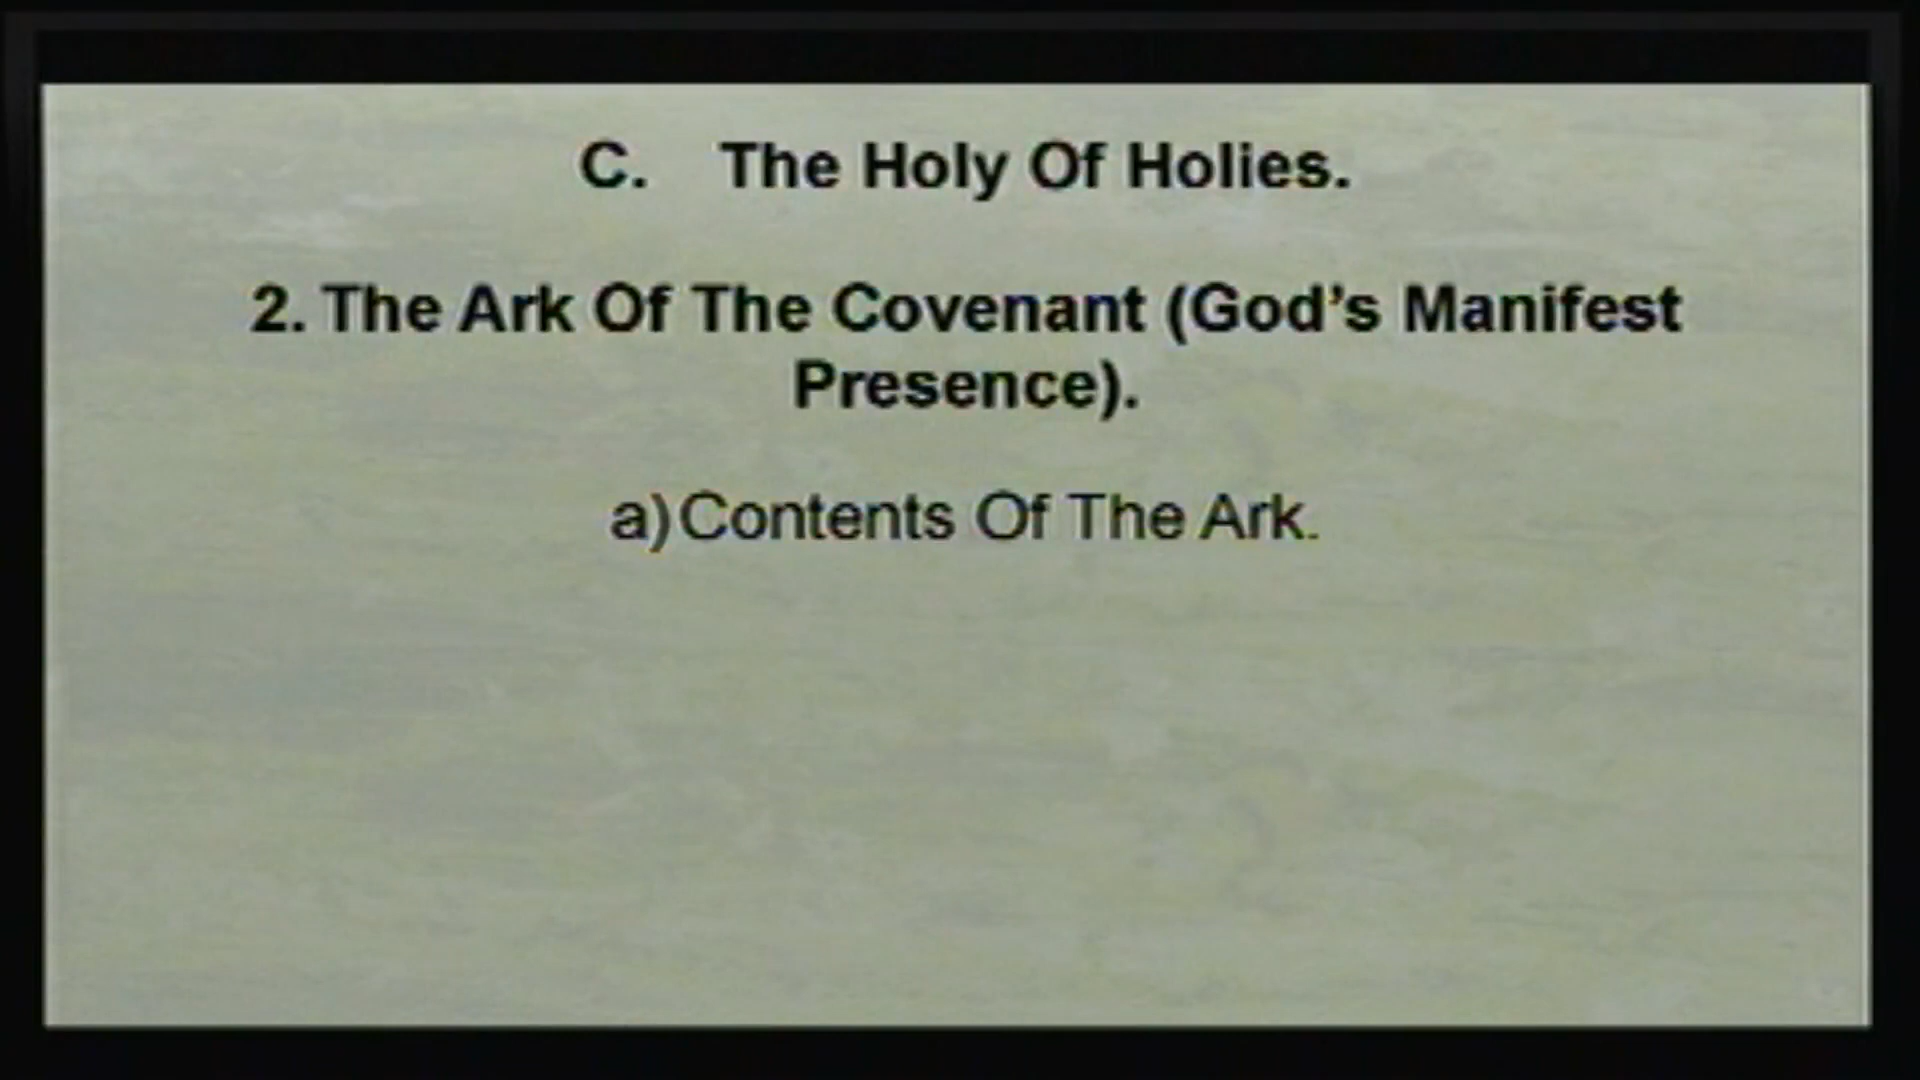 C. The Holy Of Holies.
2. The Ark Of The Covenant (God’s Manifest
Presence).
a) Contents Of The Ark.